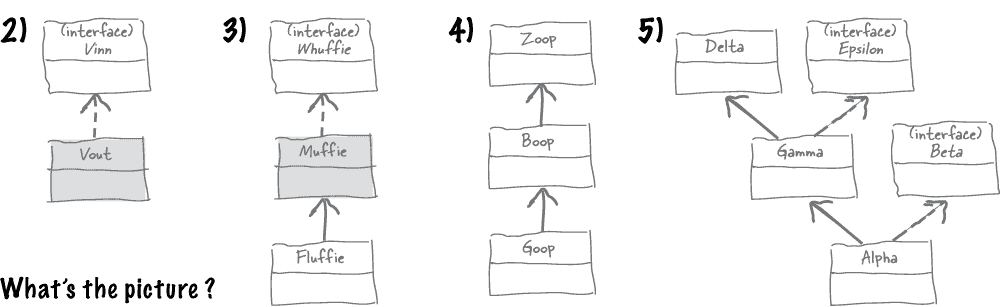 2)
(interface)
Vinn
Vout
3)
(interface)
Whuffie
Muffie
Fluffie
4)
Zoop
Boop
Goop
5)
Delta
(interface)
Epsilon
Gamma
(interface)
Beta
Alpha
What's the picture ?